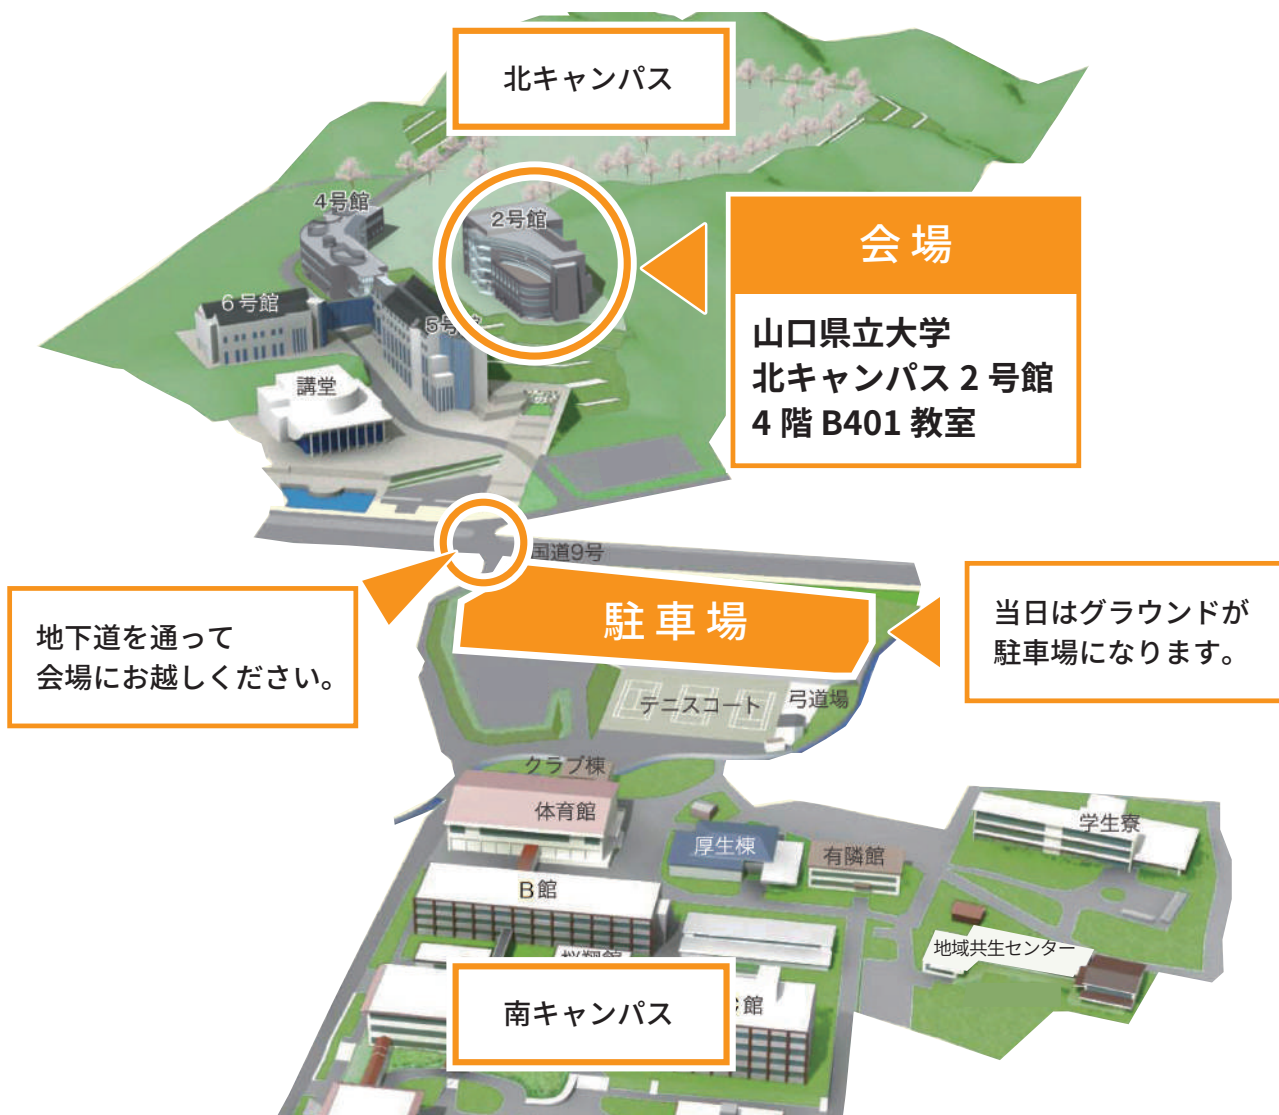 北キャンパス
4号館
2号館
会場
山口県立大学
北キャンパス 2 号館
4 階 B401 教室
6号館
5号
講堂
国道9号
地下道を通って
会場にお越しください。
駐車場
当日はグラウンドが
駐車場になります。
テニスコート
弓道場
クラブ棟
体育館
厚生棟
有隣館
学生寮
B館
地域共生センター
南キャンパス
館